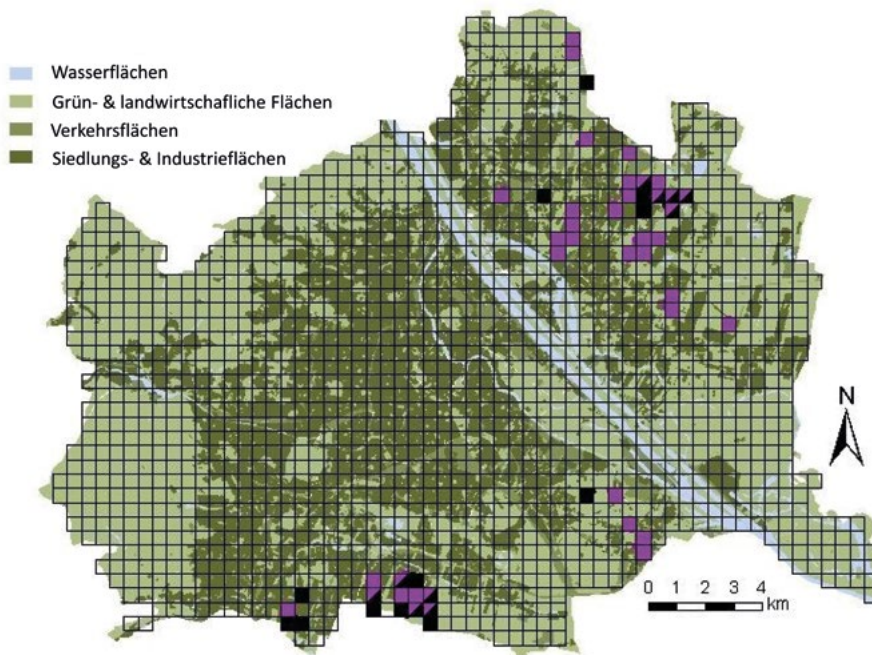 Wasserflächen
Grün- & landwirtschafliche Flächen
Verkehrsflächen
Siedlungs- & Industrieflächen
N
0 1 2 3 4
km